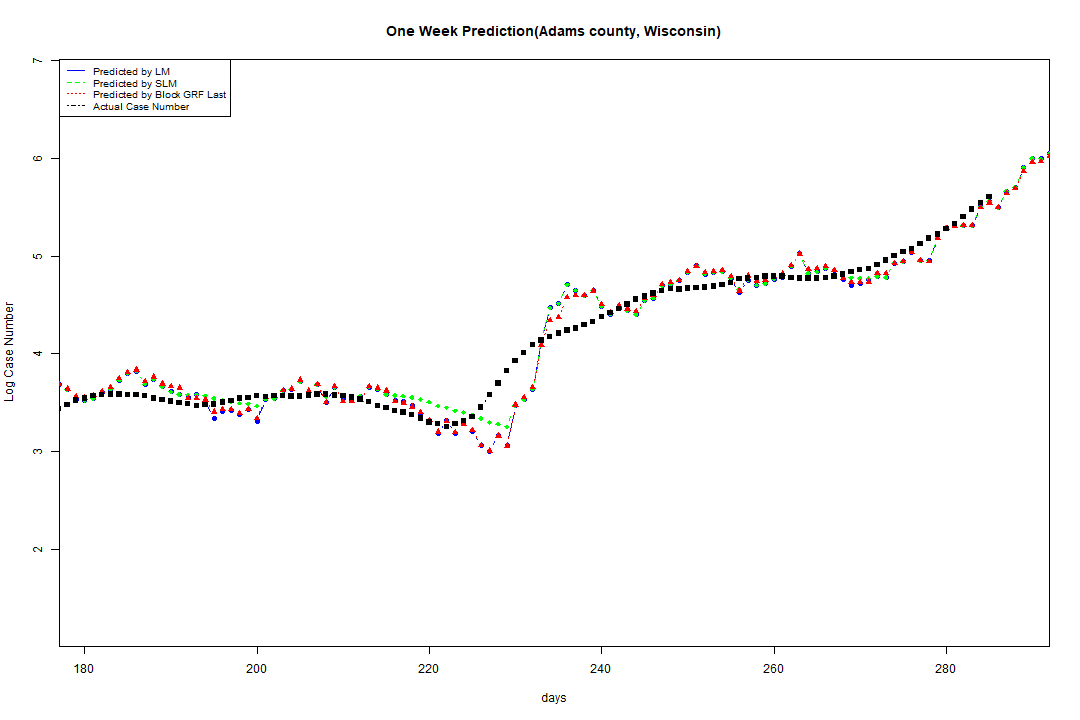 One Week Prediction(Adams county, Wisconsin)
Predicted by LM
Predicted by SLM
Predicted by Block GRF Last
Actual Case Number
7
6
5
4
3
2
Log Case Number
180 200 220 240 260 280
days